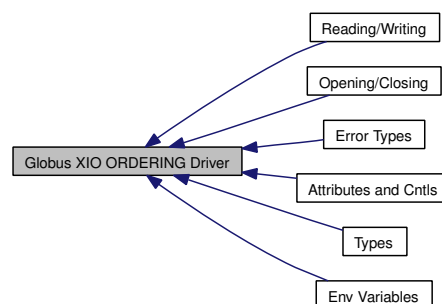 Reading/Writing
Opening/Closing
Error Types
Globus XIO ORDERING Driver
Attributes and Cntls
Types
Env Variables